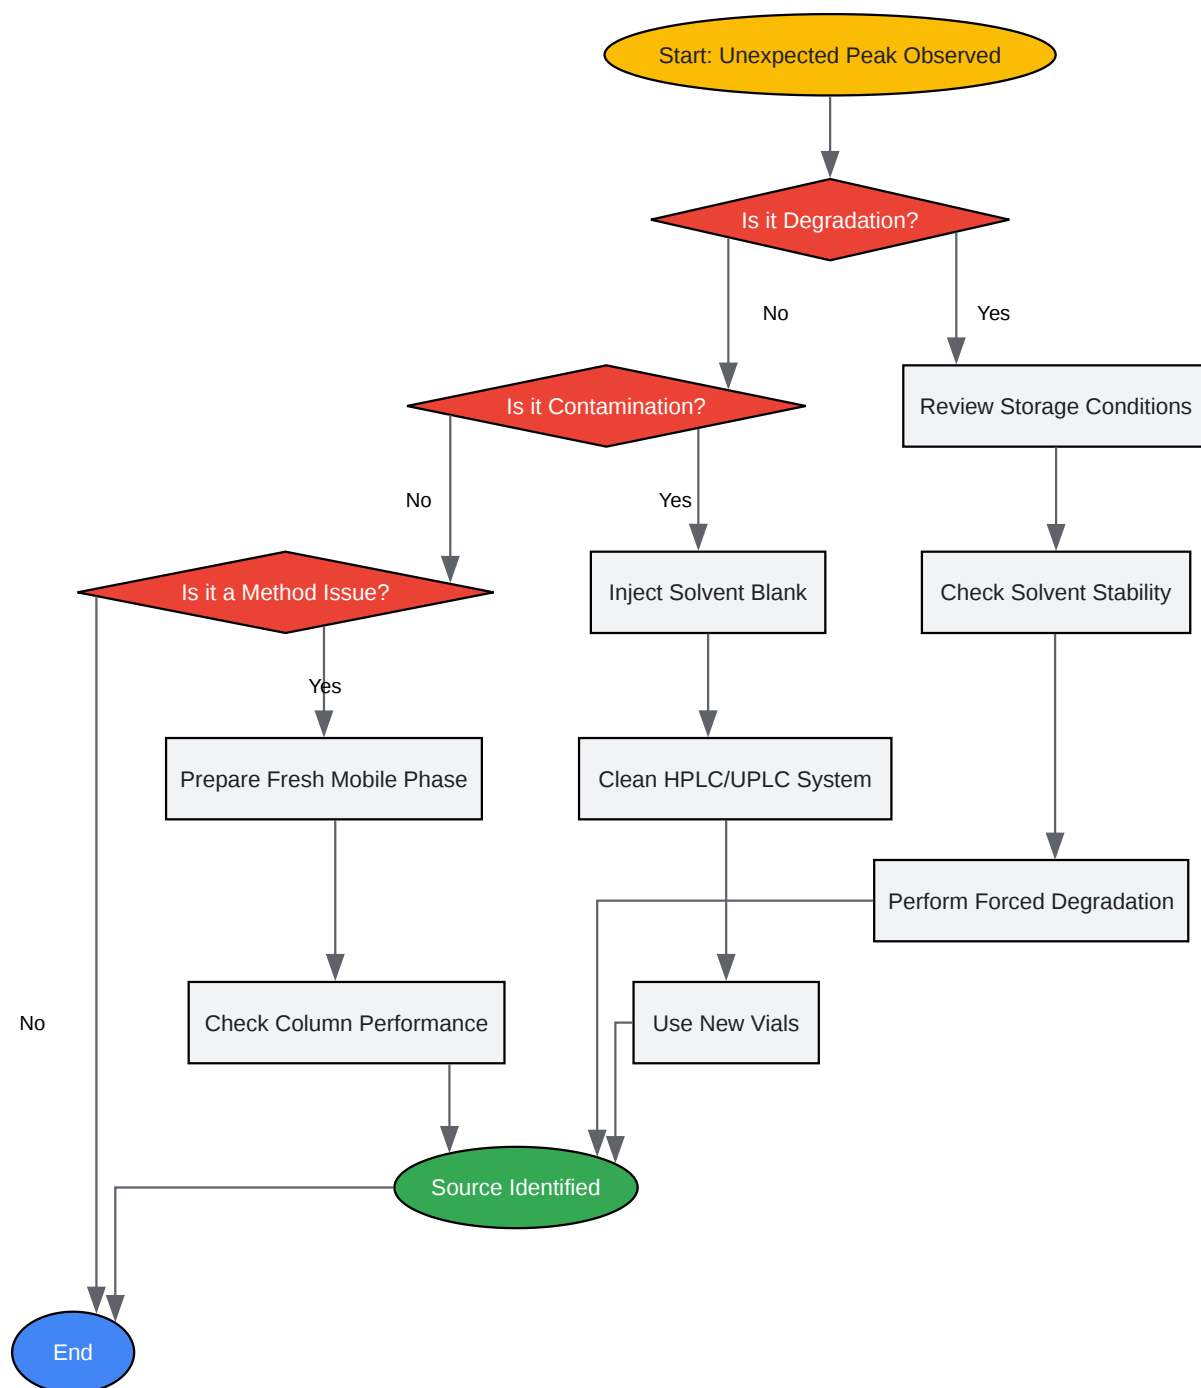 Start: Unexpected Peak Observed
Is it Degradation?
No
Yes
Is it Contamination?
Review Storage Conditions
No
Yes
Is it a Method Issue?
Inject Solvent Blank
Check Solvent Stability
Yes
Prepare Fresh Mobile Phase
Clean HPLC/UPLC System
Perform Forced Degradation
No
Check Column Performance
Use New Vials
Source Identified
End